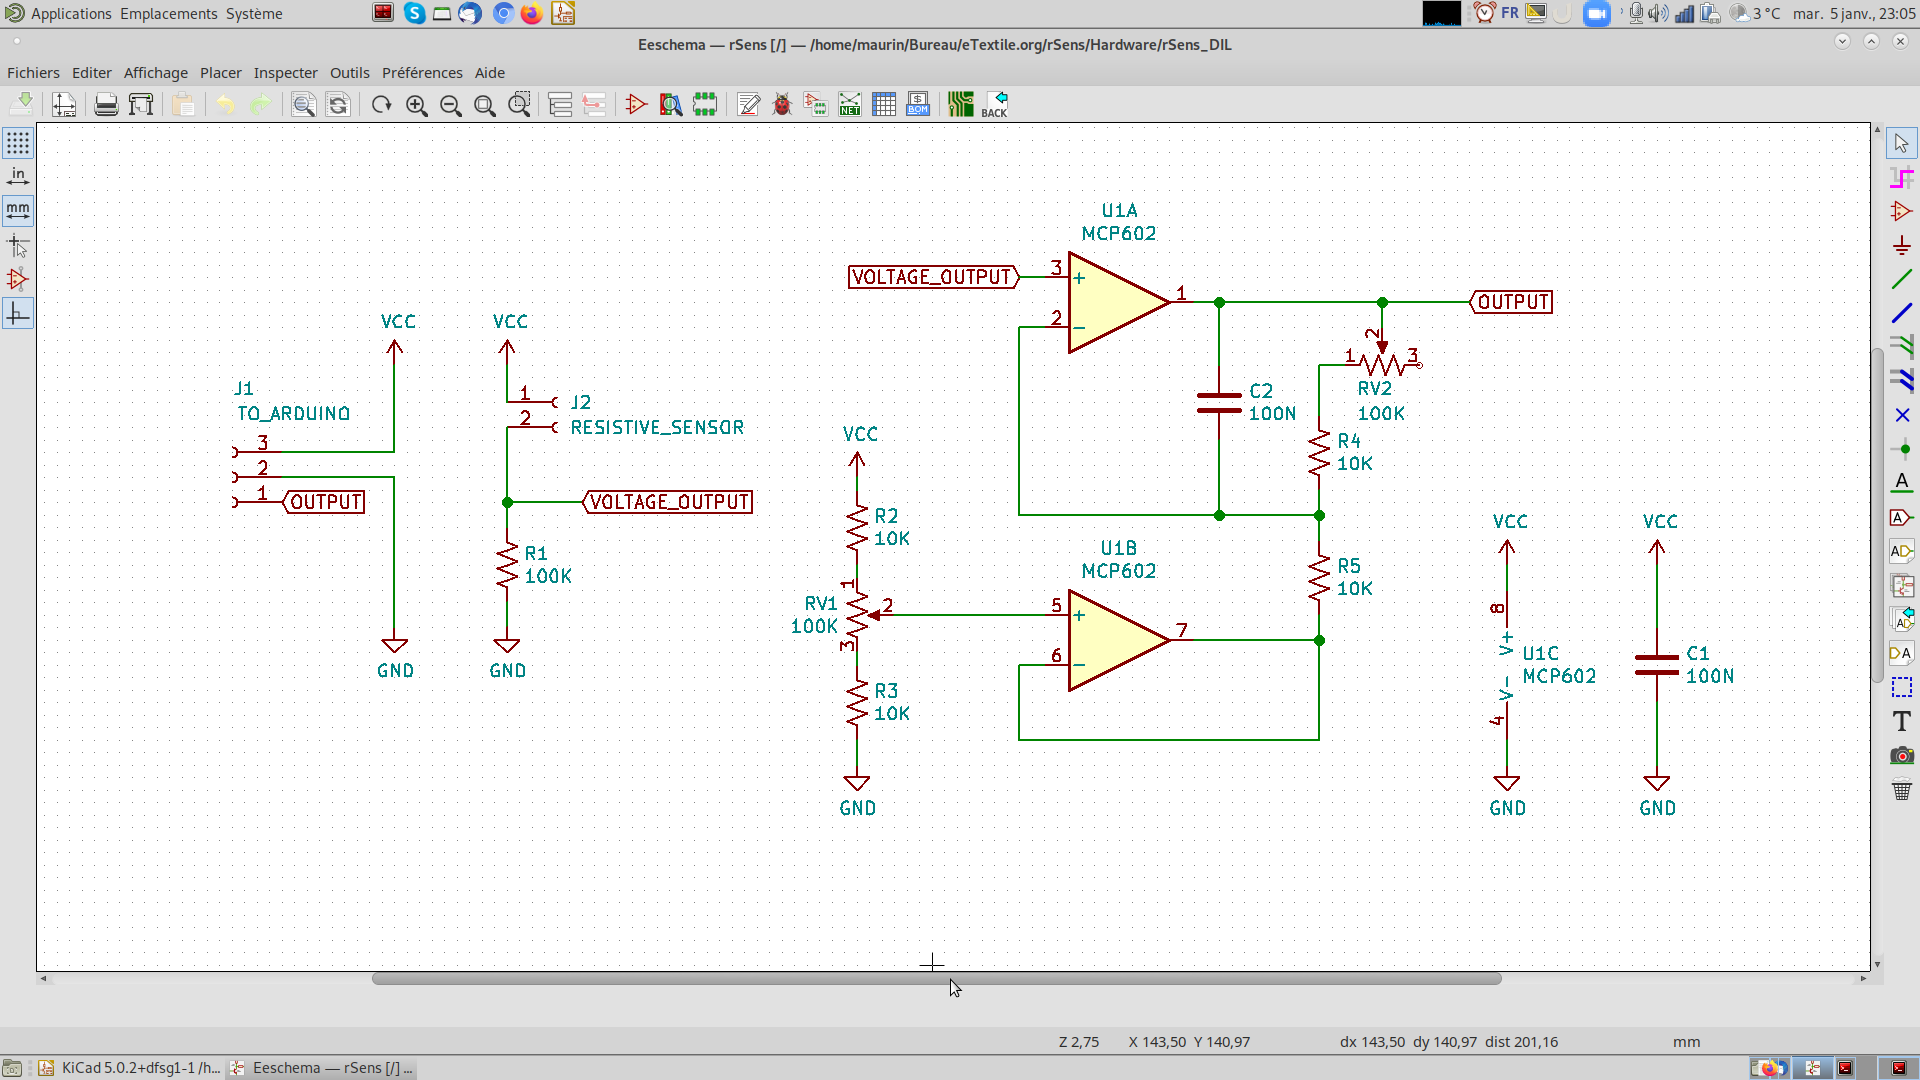 Applications Emplacements Système
FR
3 °C mar. 5 janv., 23:05
Eeschema — rSens [/] — /home/maurin/Bureau/eTextile.org/rSens/Hardware/rSens_DIL
Fichiers Editer Affichage Placer Inspecter Outils Préférences Aide
NET
BOM
BACK
in
mm
U1A
MCP602
VOLTAGE_OUTPUT
3
+
2
−
1
OUTPUT
2
1
3
RV2
100K
C2
100N
R4
10K
VCC
VCC
J1
TO_ARDUINO
3
2
1
OUTPUT
1
2
J2
RESISTIVE_SENSOR
VOLTAGE_OUTPUT
R1
100K
GND
GND
VCC
R2
10K
1
RV1
100K
2
3
R3
10K
GND
U1B
MCP602
5
+
6
−
7
R5
10K
VCC
8
V+
V−
4
U1C
MCP602
GND
VCC
C1
100N
GND
A
A
AD
AD
DA
T
Z 2,75 X 143,50 Y 140,97 dx 143,50 dy 140,97 dist 201,16 mm
KiCad 5.0.2+dfsg1-1 /h... Eeschema — rSens [/] ...